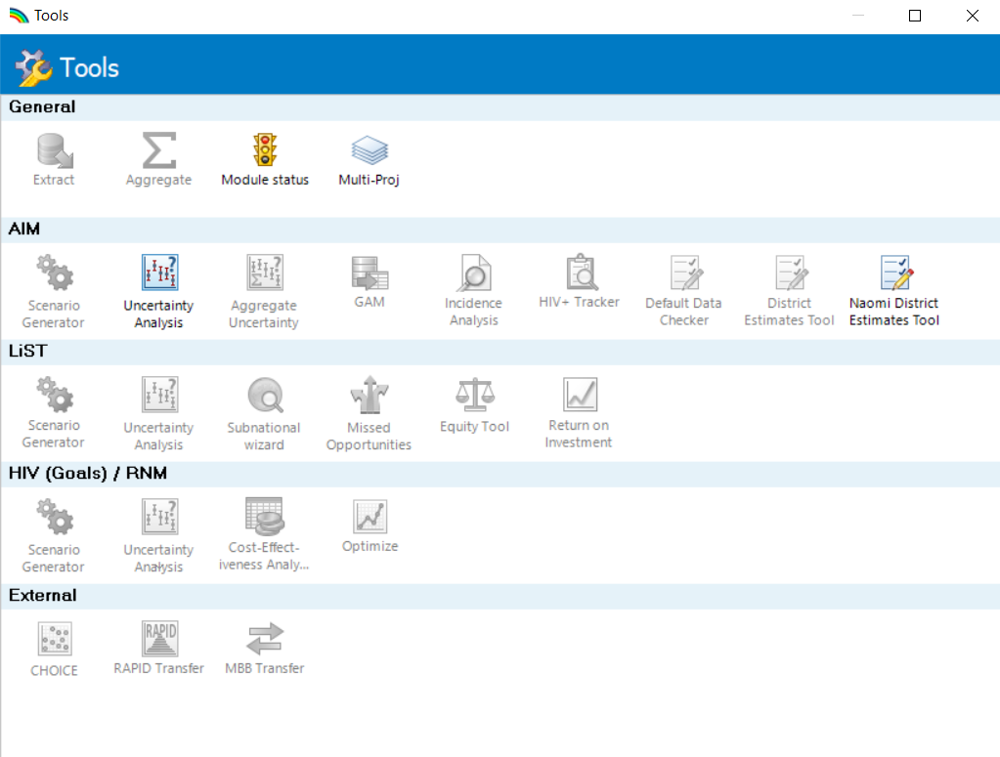 Tools
Tools
General
Extract
Aggregate
Module status
Multi-Proj
AIM
Scenario
Generator
Uncertainty
Analysis
Aggregate
Uncertainty
GAM
Incidence
Analysis
HIV+ Tracker
Default Data
Checker
District
Estimates Tool
Naomi District
Estimates Tool
LiST
Scenario
Generator
Uncertainty
Analysis
Subnational
wizard
Missed
Opportunities
Equity Tool
Return on
Investment
HIV (Goals) / RNM
Scenario
Generator
Uncertainty
Analysis
Cost-Effect-
iveness Analy...
Optimize
External
CHOICE
RAPID
RAPID Transfer
MBB Transfer